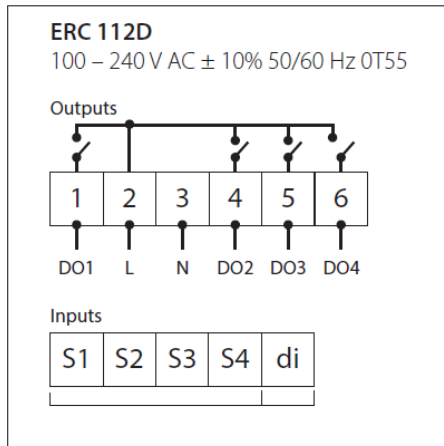 ERC 112D
100 – 240 V AC ± 10% 50/60 Hz 0T55
Outputs
1 2 3 4 5 6
DO1 L N DO2 DO3 DO4
Inputs
S1 S2 S3 S4 di